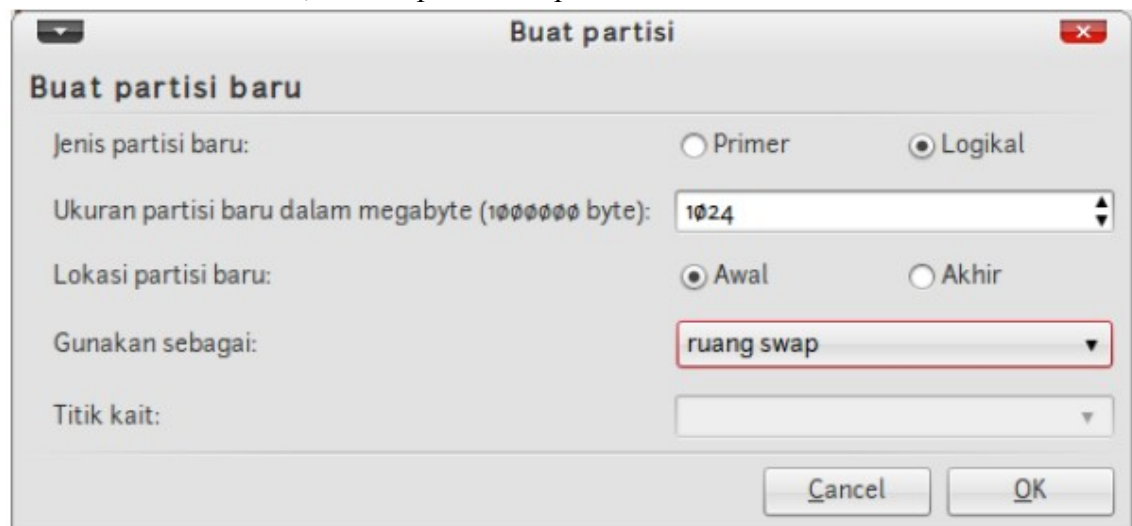 Buat partisi
Buat partisi baru
Jenis partisi baru: Primer Logikal
Ukuran partisi baru dalam megabyte (1000000 byte): 1024
Lokasi partisi baru: Awal Akhir
Gunakan sebagai: ruang swap
Titik kait:
Cancel OK